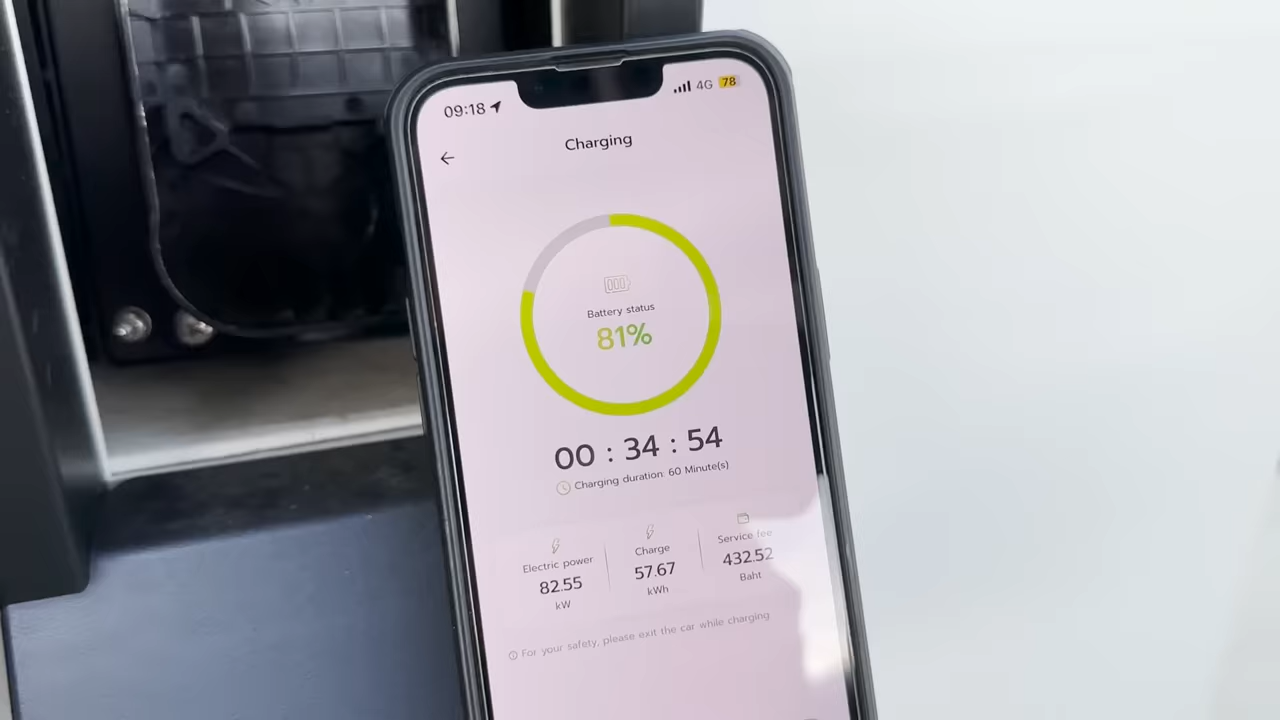 09:18
4G 78
Charging
Battery status
81%
00 : 34 : 54
Charging duration: 60 Minute(s)
Electric power
82.55
kW
Charge
57.67
kWh
Service fee
432.52
Baht
For your safety, please exit the car while charging